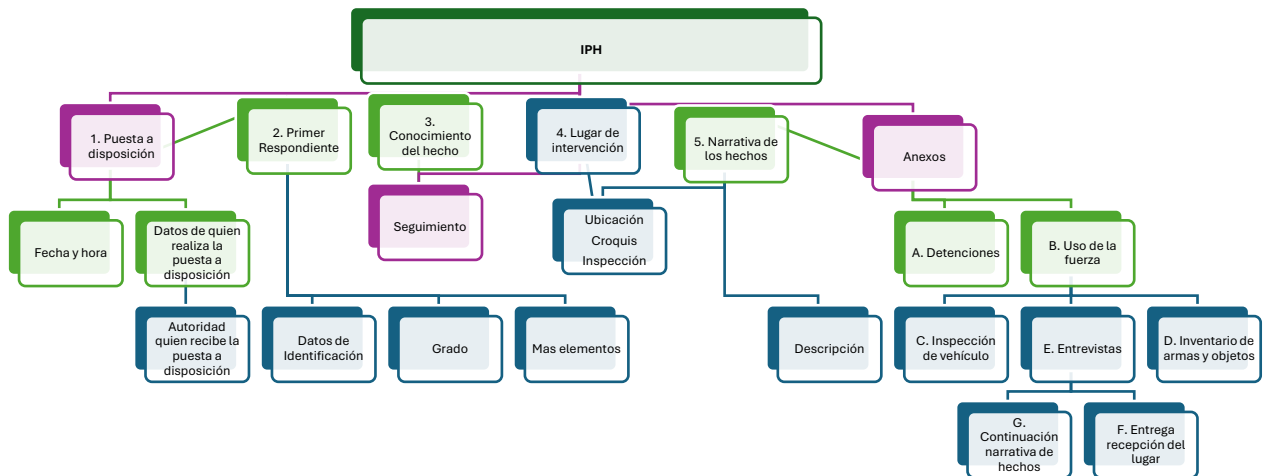 IPH
1. Puesta a
disposición
2. Primer
Respondiente
3.
Conocimiento
del hecho
4. Lugar de
intervención
5. Narrativa de
los hechos
Anexos
Fecha y hora
Datos de quien
realiza la
puesta a
disposición
Seguimiento
Ubicación
Croquis
Inspección
A. Detenciones
B. Uso de la
fuerza
Autoridad
quien recibe la
puesta a
disposición
Datos de
Identificación
Grado
Mas elementos
Descripción
C. Inspección
de vehículo
E. Entrevistas
D. Inventario de
armas y objetos
G.
Continuación
narrativa de
hechos
F. Entrega
recepción del
lugar